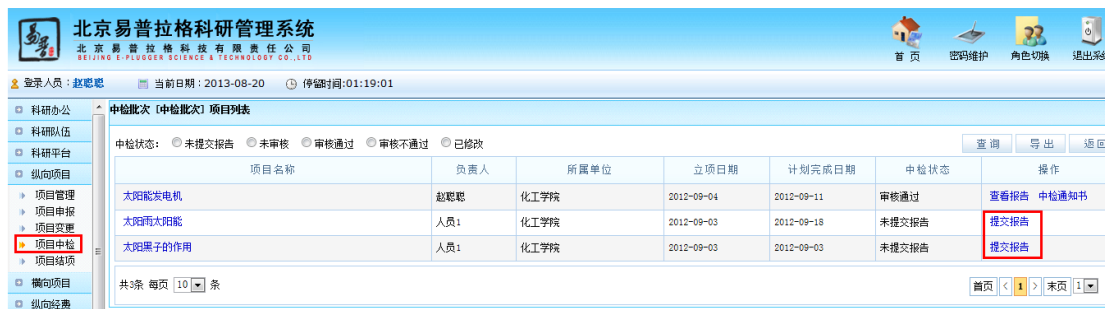 易普
北京易普拉格科研管理系统
北京易普拉格科技有限责任公司
BEIJING E-PLUGGER SCIENCE & TECHNOLOGY CO.,LTD
首页 密码维护 角色切换 退出系
登录人员：赵聪聪 当前日期：2013-08-20 停留时间:01:19:01
科研办公
科研队伍
科研平台
纵向项目
项目管理
项目申报
项目变更
项目中检
项目结项
横向项目
纵向经费
中检批次 [中检批次] 项目列表
中检状态： 未提交报告 未审核 审核通过 审核不通过 已修改 查询 导出 返回
项目名称 负责人 所属单位 立项日期 计划完成日期 中检状态 操作
太阳能发电机 赵聪聪 化工学院 2012-09-04 2012-09-11 审核通过 查看报告 中检通知书
太阳雨太阳能 人员1 化工学院 2012-09-03 2012-09-18 未提交报告 提交报告
太阳黑子的作用 人员1 化工学院 2012-09-03 2012-09-03 未提交报告 提交报告
共3条 每页 10 条 首页 < 1 > 末页 1